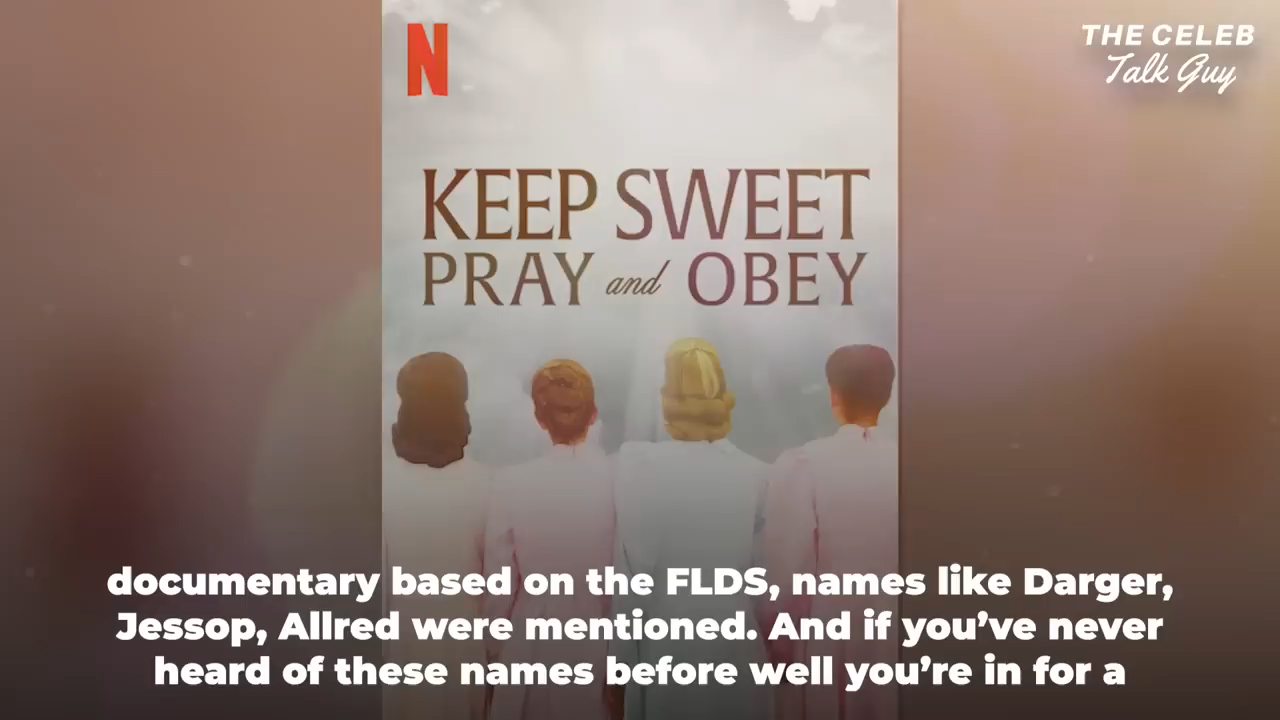 THE CELEB
Talk Guy
N
KEEP SWEET
PRAY and OBEY
documentary based on the FLDS, names like Darger,
Jessop, Allred were mentioned. And if you’ve never
heard of these names before well you’re in for a